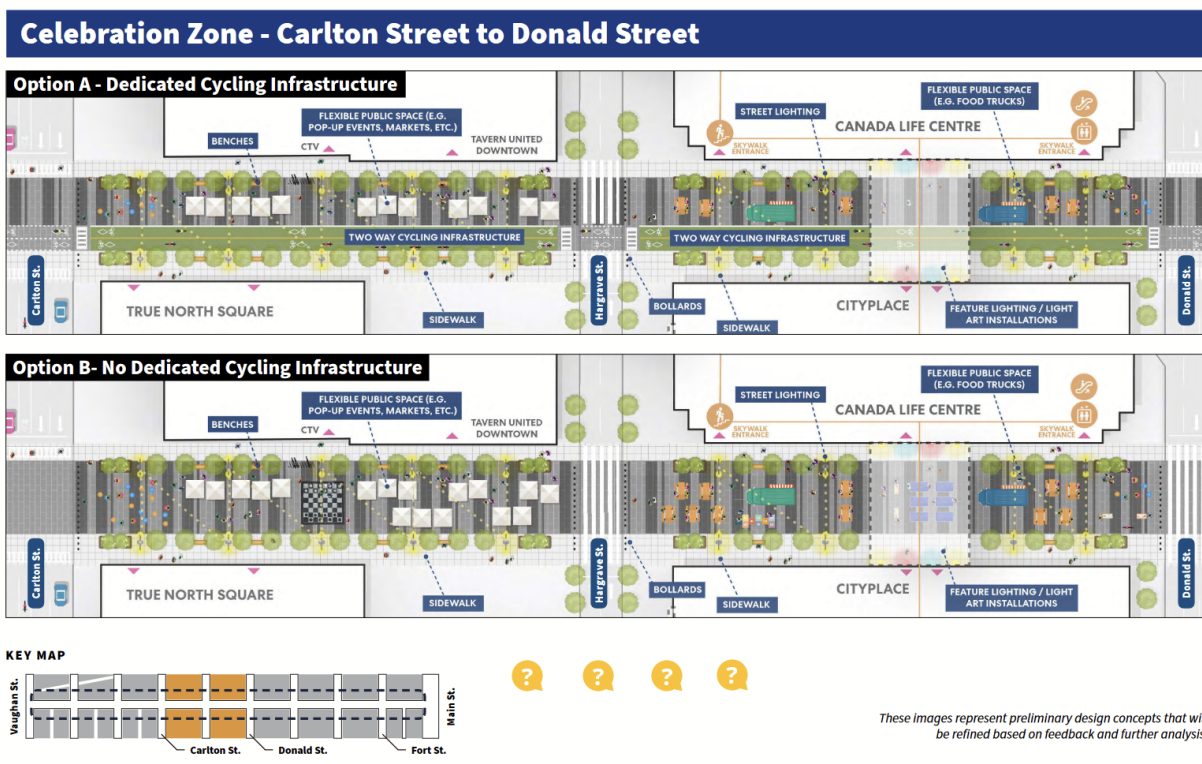 Celebration Zone - Carlton Street to Donald Street
Option A - Dedicated Cycling Infrastructure
FLEXIBLE PUBLIC SPACE (E.G.
POP-UP EVENTS, MARKETS, ETC.)
BENCHES
CTV
TAVERN UNITED
DOWNTOWN
STREET LIGHTING
FLEXIBLE PUBLIC SPACE
(E.G. FOOD TRUCKS)
CANADA LIFE CENTRE
SKYWALK
ENTRANCE
SKYWALK
ENTRANCE
TWO WAY CYCLING INFRASTRUCTURE
TWO WAY CYCLING INFRASTRUCTURE
Carlton St.
Hargrave St.
Donald St.
TRUE NORTH SQUARE
SIDEWALK
BOLLARDS
SIDEWALK
CITYPLACE
FEATURE LIGHTING / LIGHT
ART INSTALLATIONS
Option B- No Dedicated Cycling Infrastructure
FLEXIBLE PUBLIC SPACE (E.G.
POP-UP EVENTS, MARKETS, ETC.)
BENCHES
CTV
TAVERN UNITED
DOWNTOWN
STREET LIGHTING
FLEXIBLE PUBLIC SPACE
(E.G. FOOD TRUCKS)
CANADA LIFE CENTRE
SKYWALK
ENTRANCE
SKYWALK
ENTRANCE
Carlton St.
Hargrave St.
Donald St.
TRUE NORTH SQUARE
SIDEWALK
BOLLARDS
SIDEWALK
CITYPLACE
FEATURE LIGHTING / LIGHT
ART INSTALLATIONS
KEY MAP
Vaughan St.
Main St.
Carlton St.
Donald St.
Fort St.
? ? ? ?
These images represent preliminary design concepts that wi
be refined based on feedback and further analysis